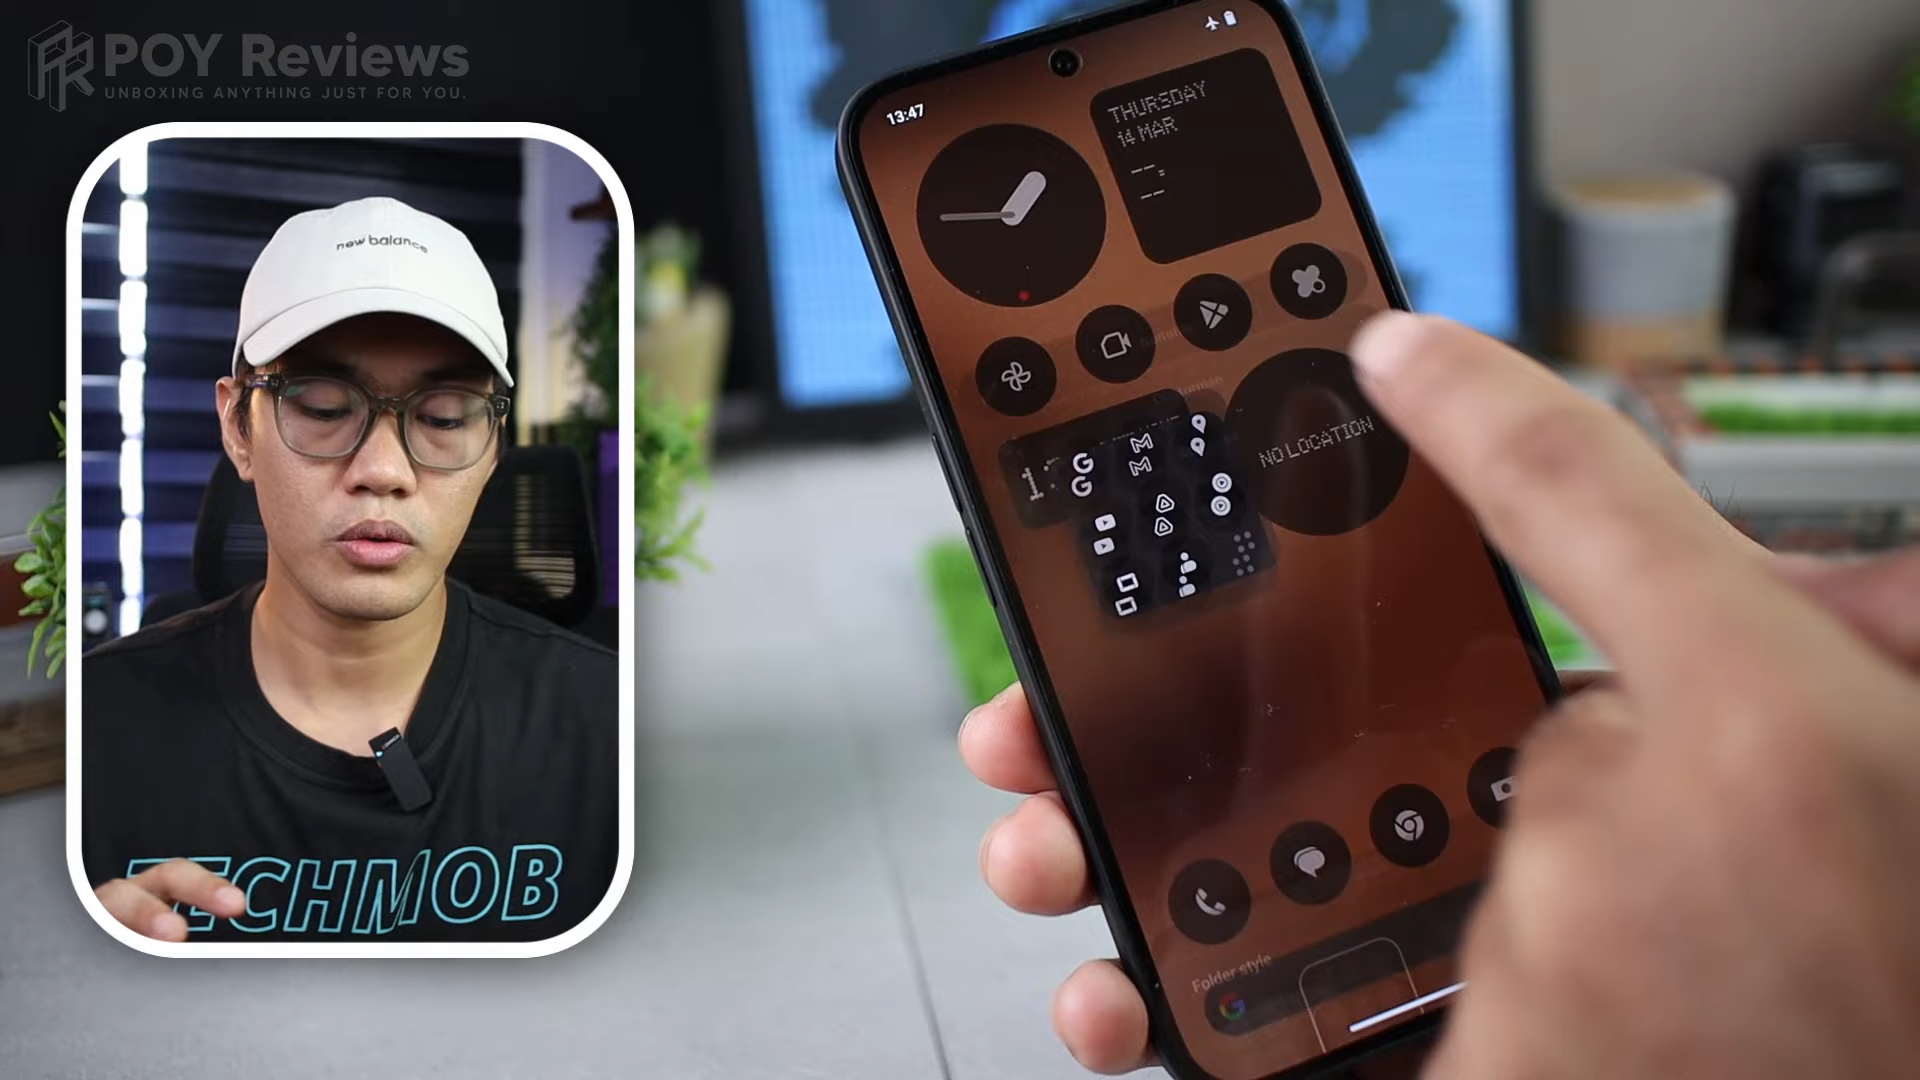 POY Reviews
UNBOXING ANYTHING JUST FOR YOU.
new balance
TECHMOB
13:47
THURSDAY
14 MAR
NO LOCATION
Folder style